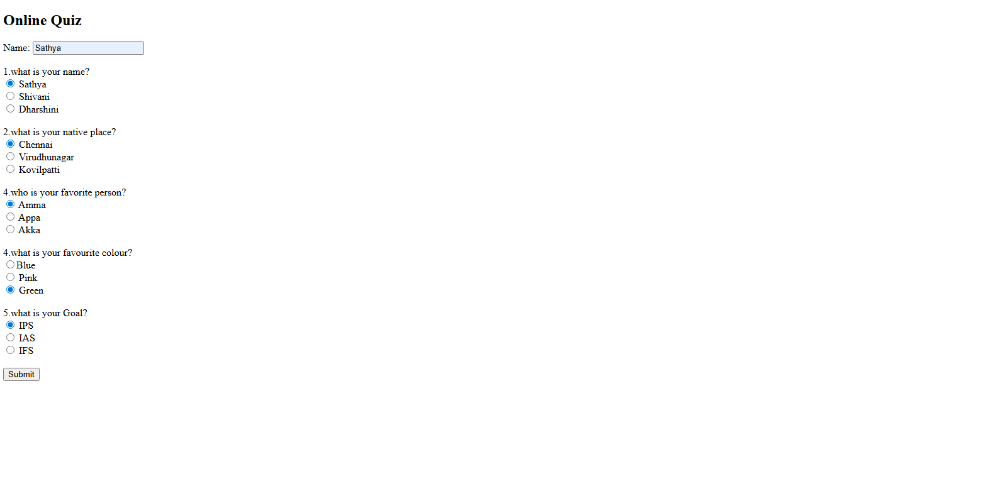 Online Quiz
Name: Sathya
1.what is your name?
Sathya
Shivani
Dharshini
2.what is your native place?
Chennai
Virudhunagar
Kovilpatti
4.who is your favorite person?
Amma
Appa
Akka
4.what is your favourite colour?
Blue
Pink
Green
5.what is your Goal?
IPS
IAS
IFS
Submit